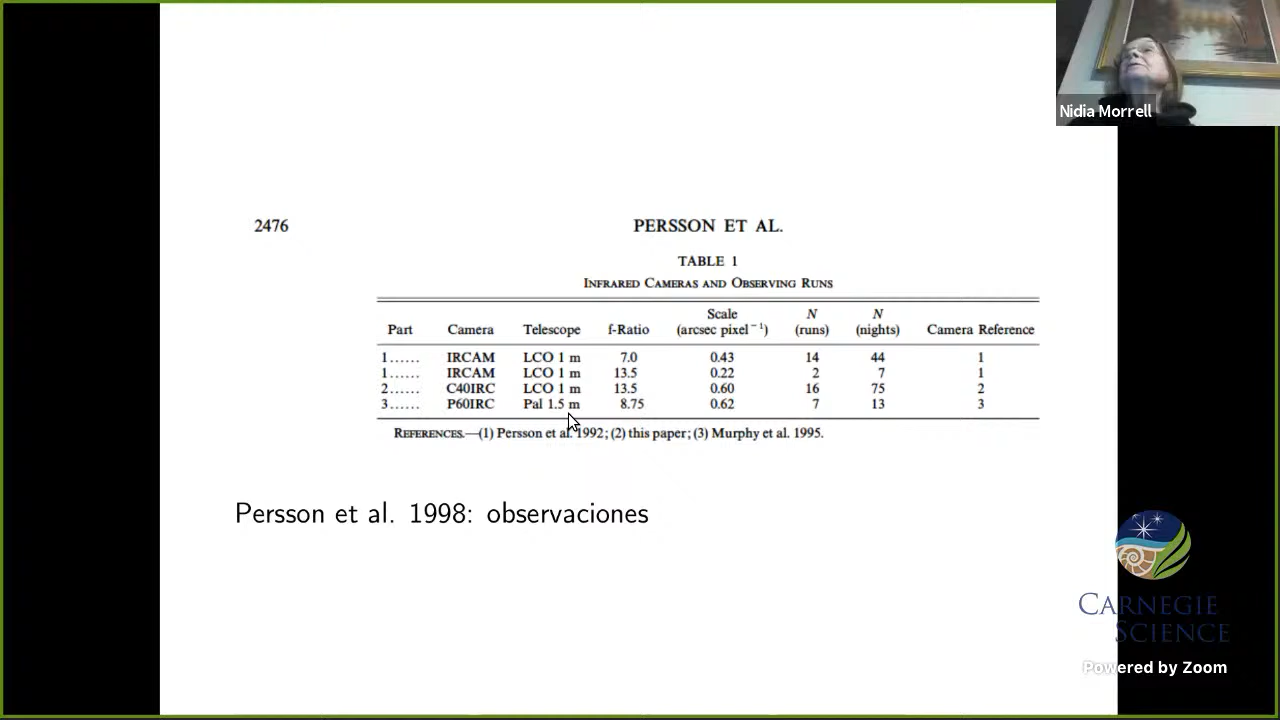 Nidia Morrell
2476 PERSSON ET AL.
TABLE 1
INFRARED CAMERAS AND OBSERVING RUNS
Part Camera Telescope f-Ratio Scale (arcsec pixel⁻¹) N (runs) N (nights) Camera Reference
1...... IRCAM LCO 1 m 7.0 0.43 14 44 1
1...... IRCAM LCO 1 m 13.5 0.22 2 7 1
2...... C40IRC LCO 1 m 13.5 0.60 16 75 2
3...... P60IRC Pal 1.5 m 8.75 0.62 7 13 3
REFERENCES.—(1) Persson et al. 1992; (2) this paper; (3) Murphy et al. 1995.
Persson et al. 1998: observaciones
CARNEGIE
SCIENCE
Powered by Zoom